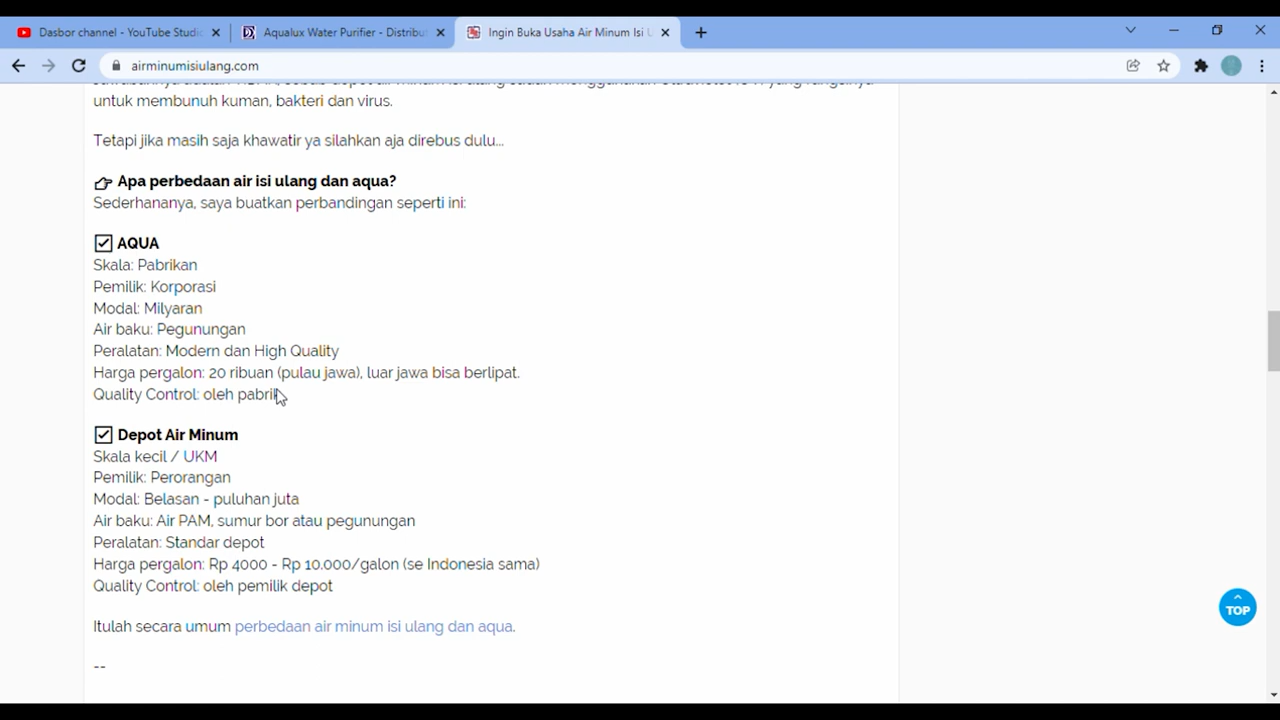 Dasbor channel - YouTube Studio
Aqualux Water Purifier - Distribut
Ingin Buka Usaha Air Minum Isi U
airminumisiulang.com
untuk membunuh kuman, bakteri dan virus.
Tetapi jika masih saja khawatir ya silahkan aja direbus dulu...
Apa perbedaan air isi ulang dan aqua?
Sederhananya, saya buatkan perbandingan seperti ini:
AQUA
Skala: Pabrikan
Pemilik: Korporasi
Modal: Milyaran
Air baku: Pegunungan
Peralatan: Modern dan High Quality
Harga pergalon: 20 ribuan (pulau jawa), luar jawa bisa berlipat.
Quality Control: oleh pabrik
Depot Air Minum
Skala kecil / UKM
Pemilik: Perorangan
Modal: Belasan - puluhan juta
Air baku: Air PAM, sumur bor atau pegunungan
Peralatan: Standar depot
Harga pergalon: Rp 4000 - Rp 10.000/galon (se Indonesia sama)
Quality Control: oleh pemilik depot
TOP
Itulah secara umum perbedaan air minum isi ulang dan aqua.
--